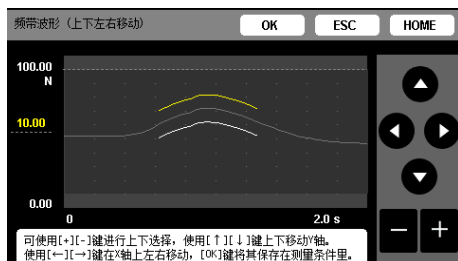 频带波形（上下左右移动） OK ESC HOME
100.00
N
10.00
0.00
0 2.0 s
- +
可使用[+][-]键进行上下选择，使用[↑][↓]键上下移动Y轴。
使用[←][→]键在X轴上左右移动，[OK]键将其保存在测量条件里。